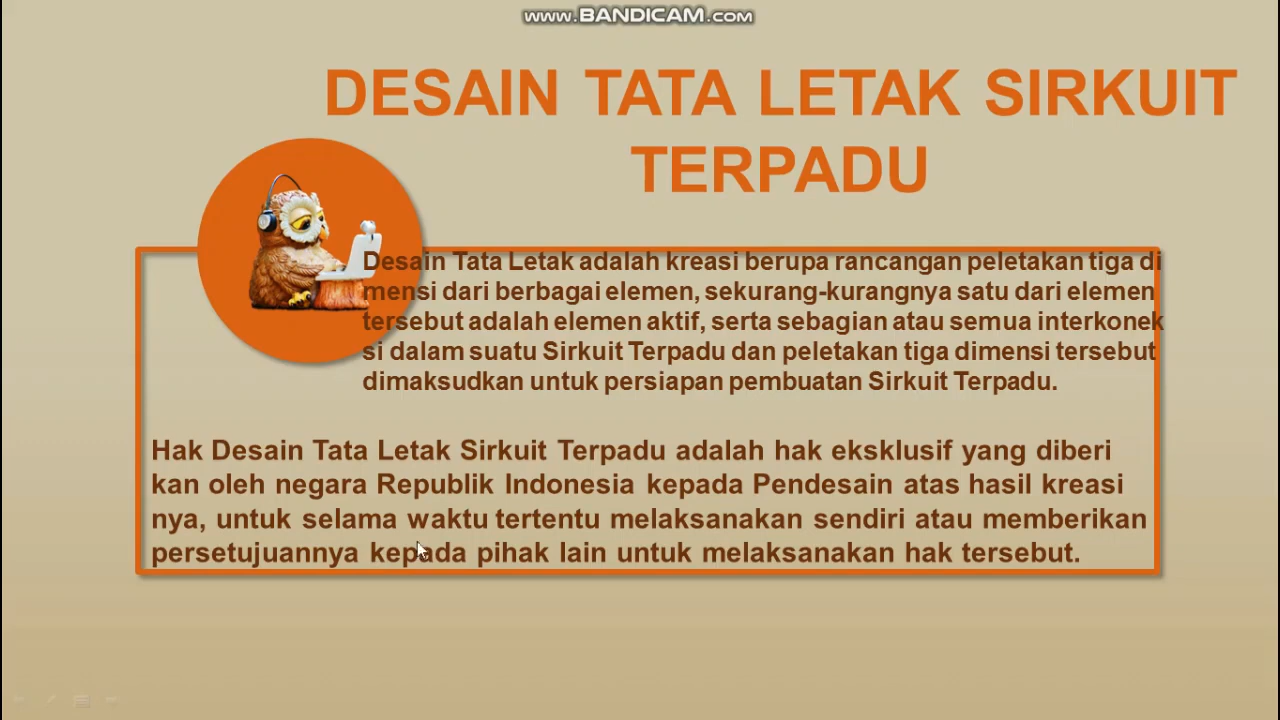 www.BANDICAM.com
DESAIN TATA LETAK SIRKUIT
TERPADU
Desain Tata Letak adalah kreasi berupa rancangan peletakan tiga di
mensi dari berbagai elemen, sekurang-kurangnya satu dari elemen
tersebut adalah elemen aktif, serta sebagian atau semua interkonek
si dalam suatu Sirkuit Terpadu dan peletakan tiga dimensi tersebut
dimaksudkan untuk persiapan pembuatan Sirkuit Terpadu.
Hak Desain Tata Letak Sirkuit Terpadu adalah hak eksklusif yang diberi
kan oleh negara Republik Indonesia kepada Pendesain atas hasil kreasi
nya, untuk selama waktu tertentu melaksanakan sendiri atau memberikan
persetujuannya kepada pihak lain untuk melaksanakan hak tersebut.